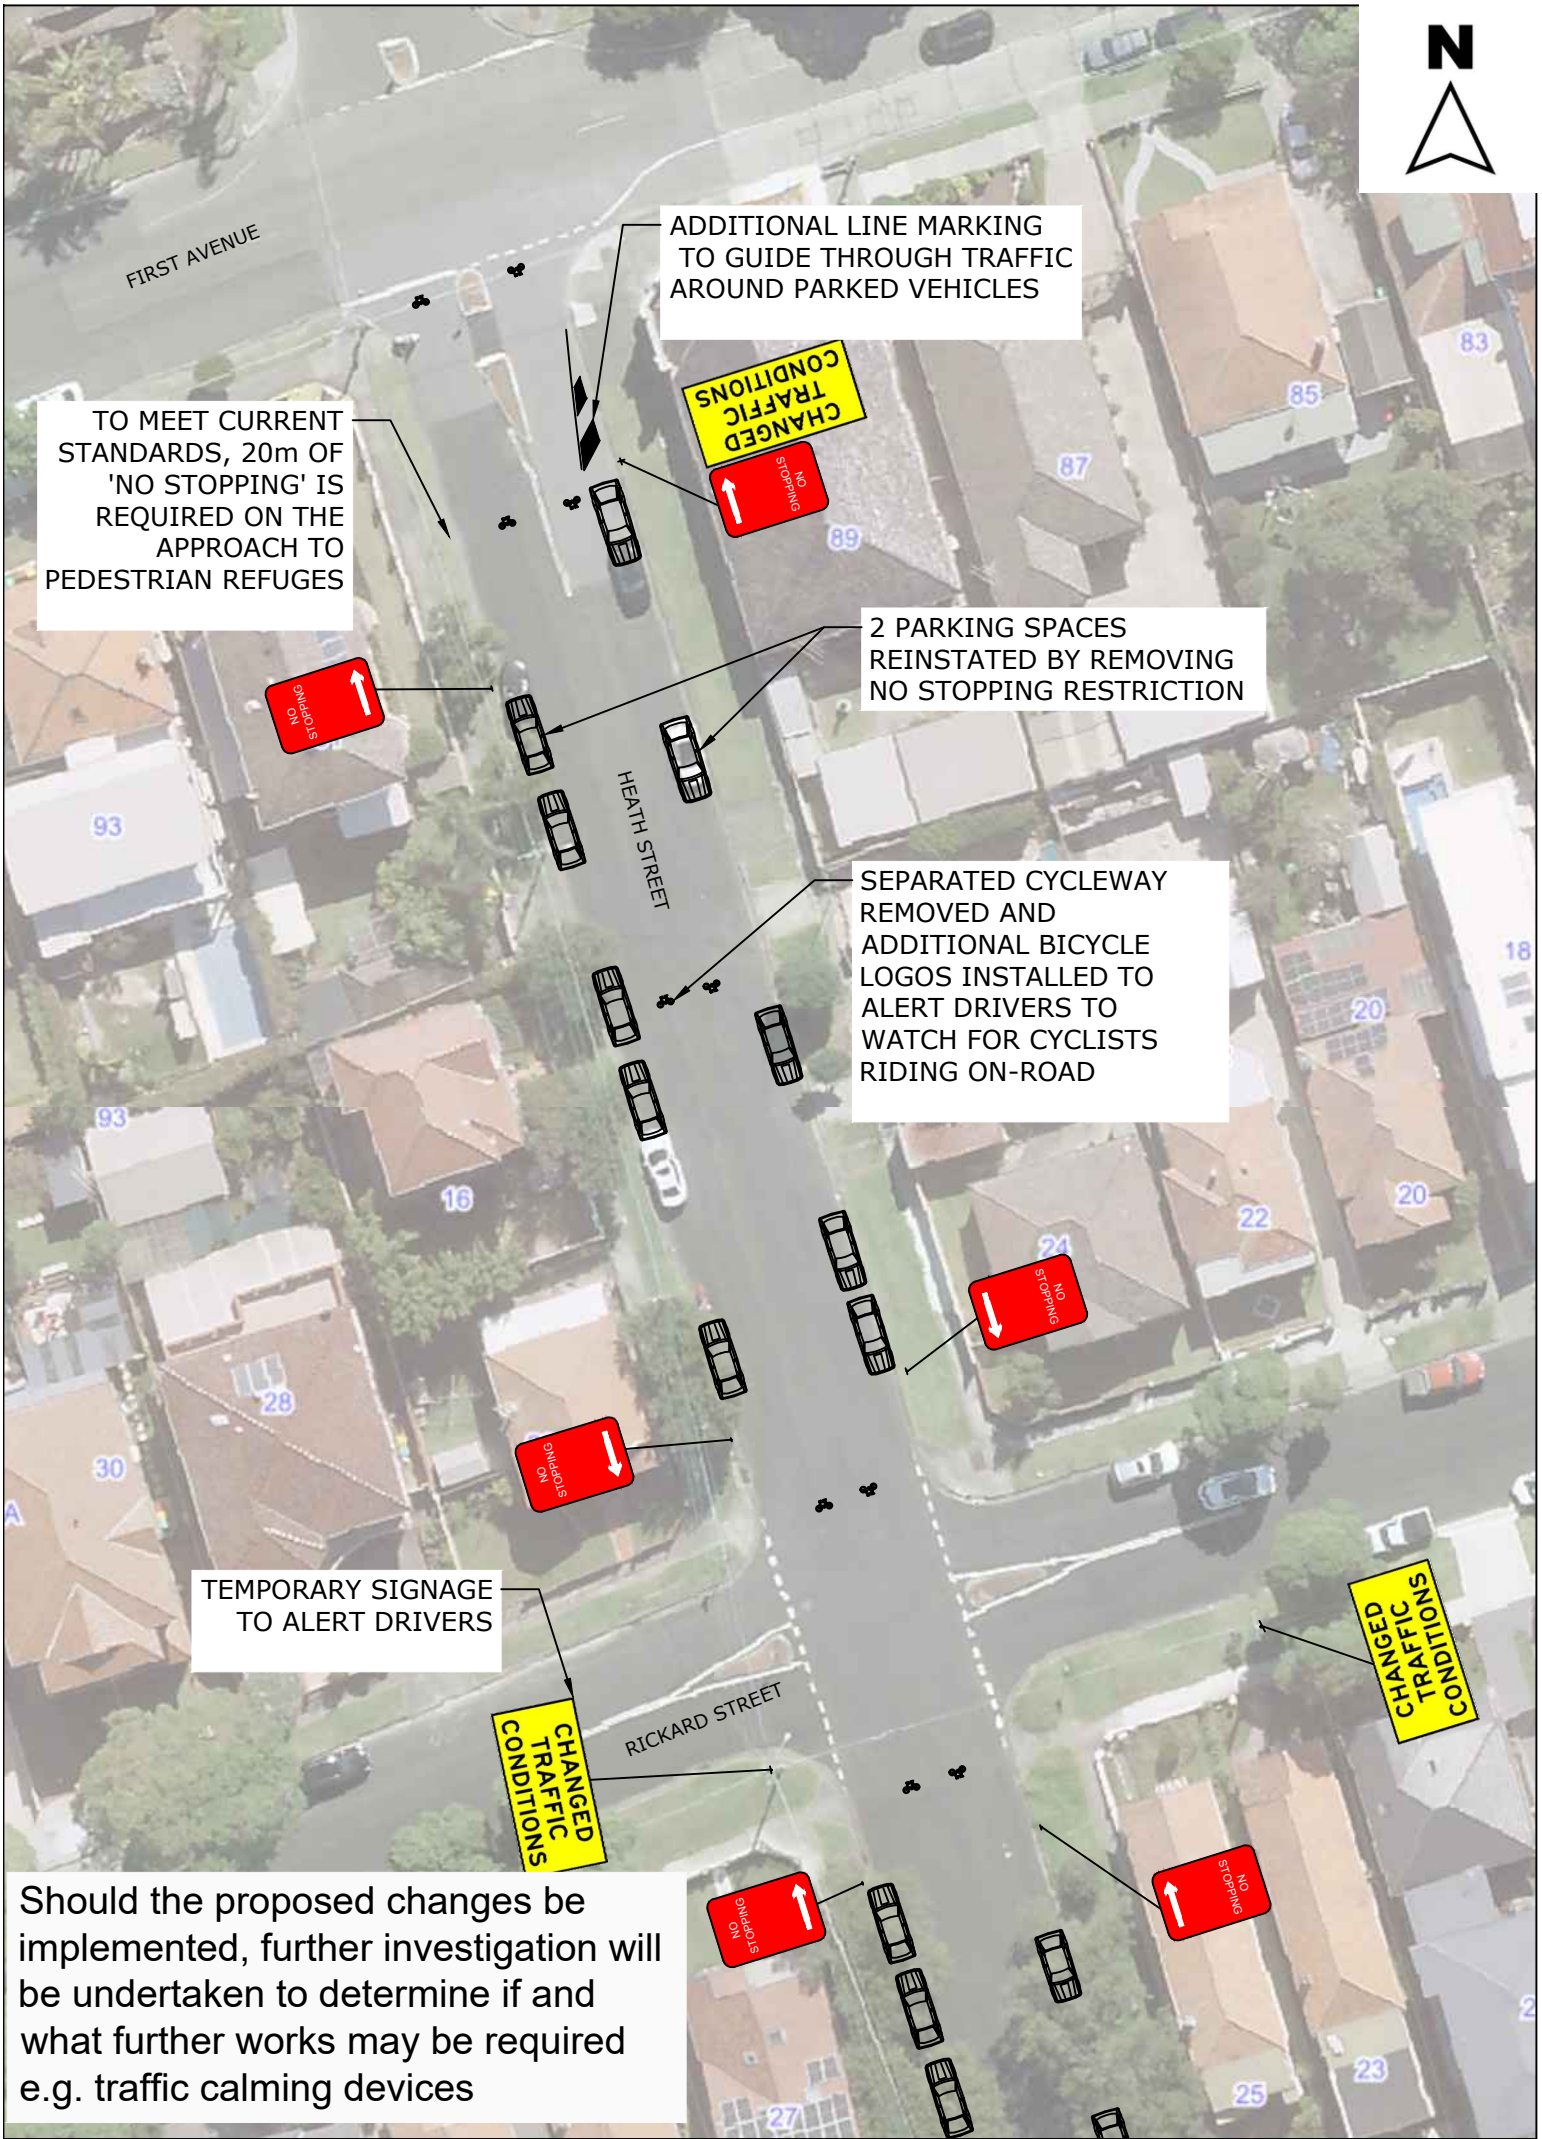 N
FIRST AVENUE
ADDITIONAL LINE MARKING
TO GUIDE THROUGH TRAFFIC
AROUND PARKED VEHICLES
83
85
CHANGED
TRAFFIC
CONDITIONS
TO MEET CURRENT
STANDARDS, 20m OF
'NO STOPPING' IS
REQUIRED ON THE
APPROACH TO
PEDESTRIAN REFUGES
87
NO
STOPPING
89
2 PARKING SPACES
REINSTATED BY REMOVING
NO STOPPING RESTRICTION
NO
STOPPING
93
HEATH STREET
SEPARATED CYCLEWAY
REMOVED AND
ADDITIONAL BICYCLE
LOGOS INSTALLED TO
ALERT DRIVERS TO
WATCH FOR CYCLISTS
RIDING ON-ROAD
18
20
93
16
20
22
24
NO
STOPPING
28
30
A
NO
STOPPING
TEMPORARY SIGNAGE
TO ALERT DRIVERS
CHANGED
TRAFFIC
CONDITIONS
RICKARD STREET
CHANGED
TRAFFIC
CONDITIONS
NO
STOPPING
NO
STOPPING
Should the proposed changes be
implemented, further investigation will
be undertaken to determine if and
what further works may be required
e.g. traffic calming devices
23
25
27
2